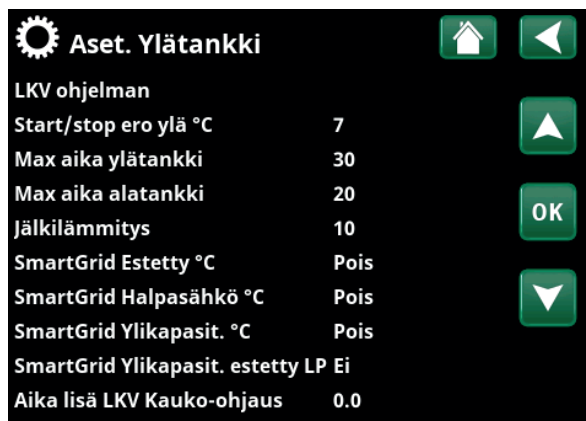 Aset. Ylätankki
LKV ohjelman
Start/stop ero ylä °C 7
Max aika ylätankki 30
Max aika alatankki 20
Jälkilämmitys 10
SmartGrid Estetty °C Pois
SmartGrid Halpasähkö °C Pois
SmartGrid Ylikapasit. °C Pois
SmartGrid Ylikapasit. estetty LP Ei
Aika lisä LKV Kauko-ohjaus 0.0
OK